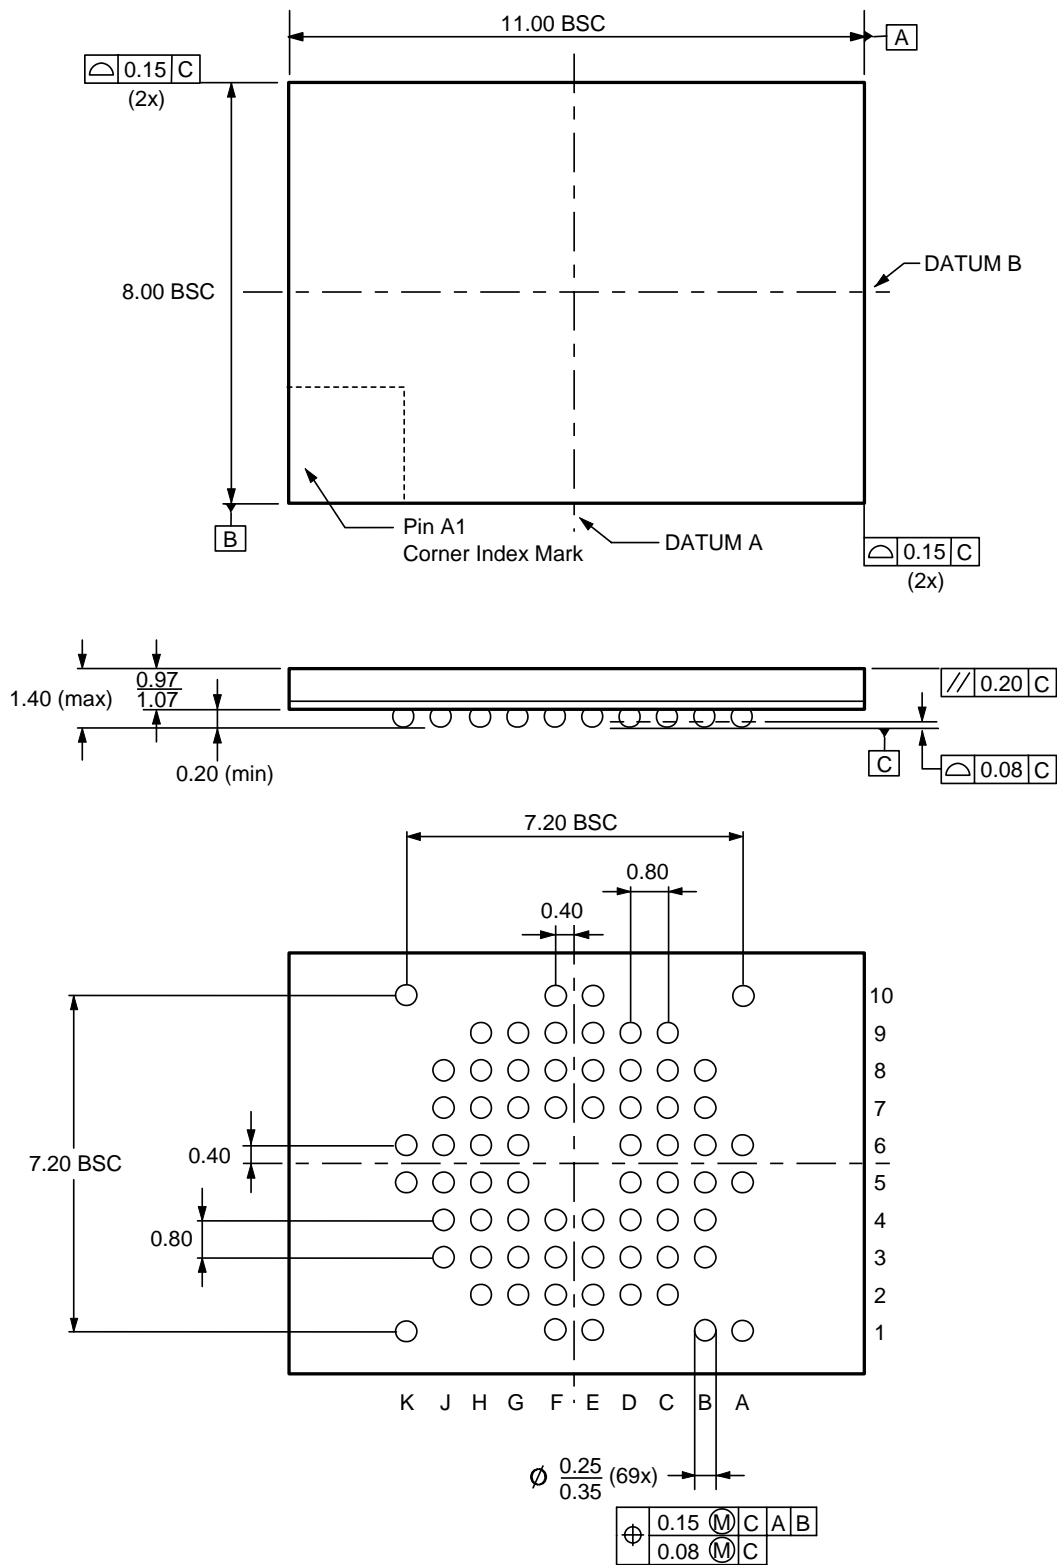 11.00 BSC
A
⌓ 0.15 C
(2x)
DATUM B
8.00 BSC
B
Pin A1
Corner Index Mark
DATUM A
⌓ 0.15 C
(2x)
1.40 (max)
0.97
1.07
0.20 (min)
// 0.20 C
C
⌓ 0.08 C
7.20 BSC
0.80
0.40
7.20 BSC
0.40
0.80
10
9
8
7
6
5
4
3
2
1
K J H G F E D C B A
Ø 0.25 (69x)
0.35
⌖ 0.15 Ⓜ C A B
0.08 Ⓜ C